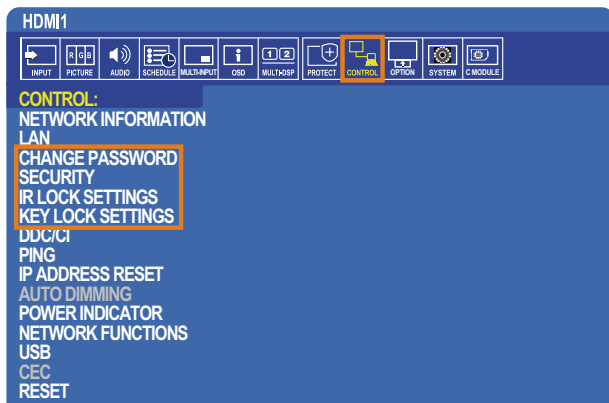 HDMI1
INPUT PICTURE AUDIO SCHEDULE MULTI-INPUT OSD MULTI-DSP PROTECT CONTROL OPTION SYSTEM C MODULE
CONTROL:
NETWORK INFORMATION
LAN
CHANGE PASSWORD
SECURITY
IR LOCK SETTINGS
KEY LOCK SETTINGS
DDC/CI
PING
IP ADDRESS RESET
AUTO DIMMING
POWER INDICATOR
NETWORK FUNCTIONS
USB
CEC
RESET